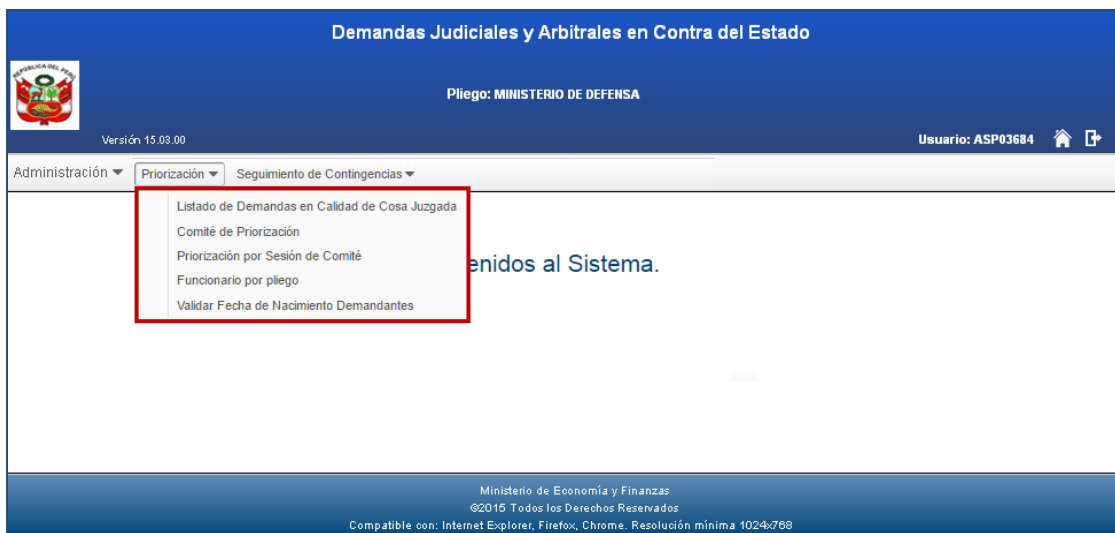 Demandas Judiciales y Arbitrales en Contra del Estado
REPUBLICA DEL PERU
Pliego: MINISTERIO DE DEFENSA
Versión 15.03.00
Usuario: ASP03684
Administración
Priorización
Seguimiento de Contingencias
Listado de Demandas en Calidad de Cosa Juzgada
Comité de Priorización
Priorización por Sesión de Comité
enidos al Sistema.
Funcionario por pliego
Validar Fecha de Nacimiento Demandantes
Ministerio de Economía y Finanzas
©2015 Todos los Derechos Reservados
Compatible con: Internet Explorer, Firefox, Chrome. Resolución mínima 1024x768